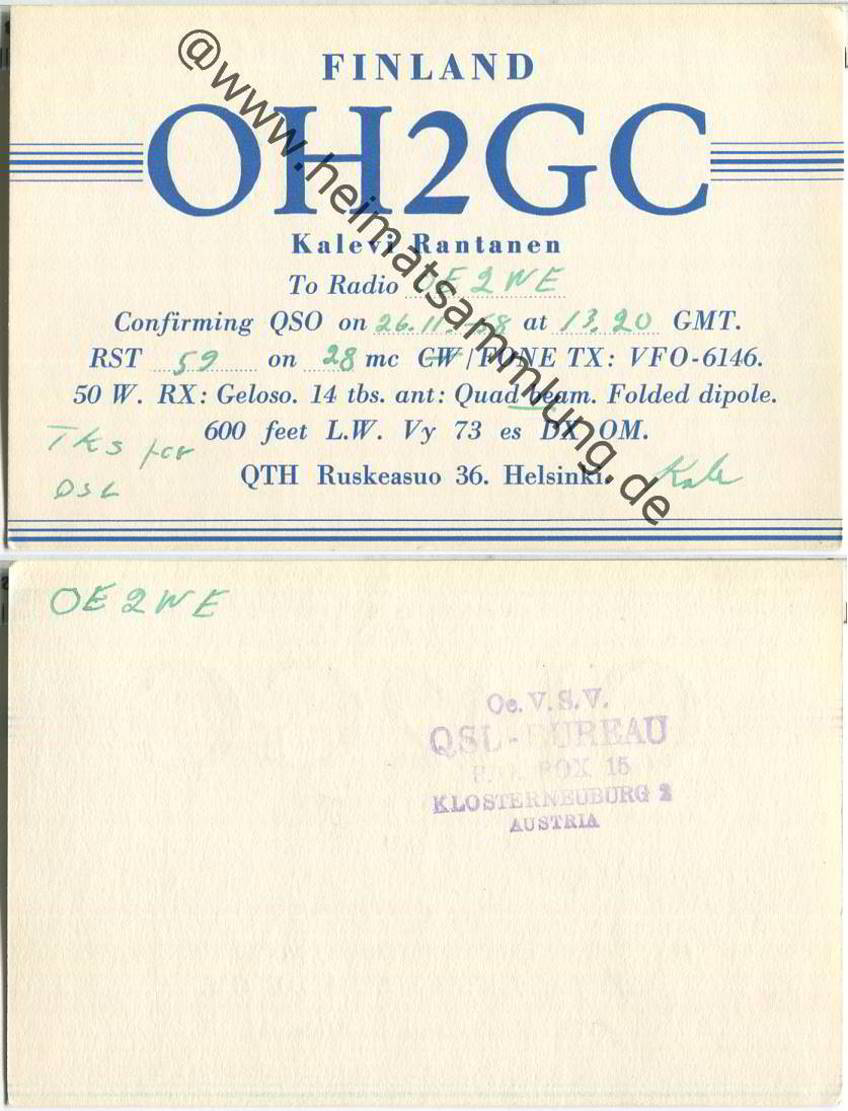 FINLAND
OH2GC
Kalevi Rantanen
To Radio OE2WE
Confirming QSO on 26.11.-58 at 13.20 GMT.
RST 59 on 28 mc CW/FONE TX: VFO-6146.
50 W. RX: Geloso. 14 tbs. ant: Quad beam. Folded dipole.
600 feet L.W. Vy 73 es DX OM.
Tks for
QSL
QTH Ruskeasuo 36. Helsinki. Kale
@www.heimatsammlung.de
OE2WE
Oe.V.S.V.
QSL-BUREAU
P.O. BOX 15
KLOSTERNEUBURG 2
AUSTRIA